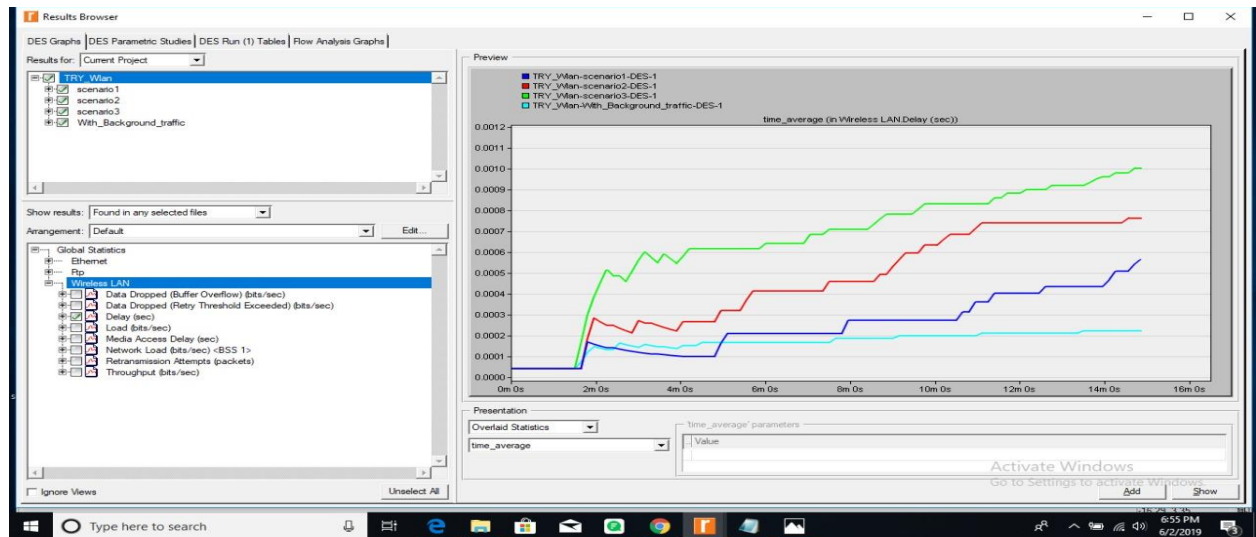 Results Browser
DES Graphs DES Parametric Studies DES Run (1) Tables Flow Analysis Graphs
Results for: Current Project
TRY_Wlan
scenario1
scenario2
scenario3
With_Background_traffic
Show results: Found in any selected files
Arrangement: Default Edit...
Global Statistics
Ethernet
Ftp
Wireless LAN
Data Dropped (Buffer Overflow) (bits/sec)
Data Dropped (Retry Threshold Exceeded) (bits/sec)
Delay (sec)
Load (bits/sec)
Media Access Delay (sec)
Network Load (bits/sec) <BSS 1>
Retransmission Attempts (packets)
Throughput (bits/sec)
Ignore Views Unselect All
Preview
TRY_Wlan-scenario1-DES-1
TRY_Wlan-scenario2-DES-1
TRY_Wlan-scenario3-DES-1
TRY_Wlan-With_Background_traffic-DES-1
time_average (in Wireless LAN.Delay (sec))
0.0012
0.0011
0.0010
0.0009
0.0008
0.0007
0.0006
0.0005
0.0004
0.0003
0.0002
0.0001
0.0000
0m 0s 2m 0s 4m 0s 6m 0s 8m 0s 10m 0s 12m 0s 14m 0s 16m 0s
Presentation
Overlaid Statistics
time_average
'time_average' parameters
Value
Activate Windows
Go to Settings to activate Windows.
Add Show
Type here to search
6:55 PM
6/2/2019